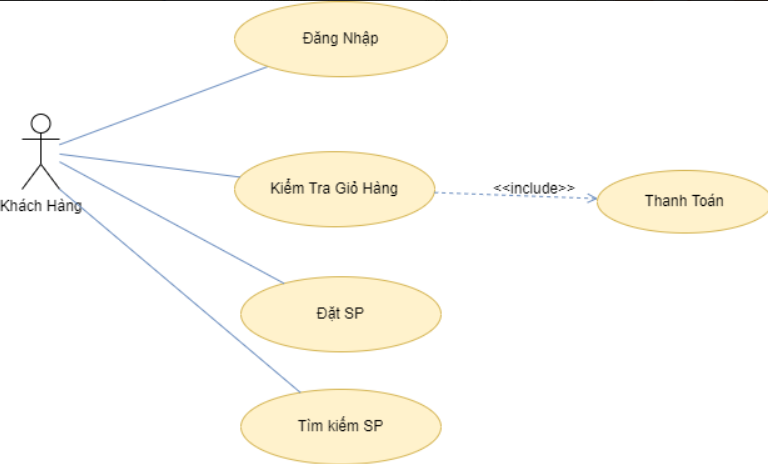 Đăng Nhập
Kiểm Tra Giỏ Hàng
<<include>>
Thanh Toán
Khách Hàng
Đặt SP
Tìm kiếm SP